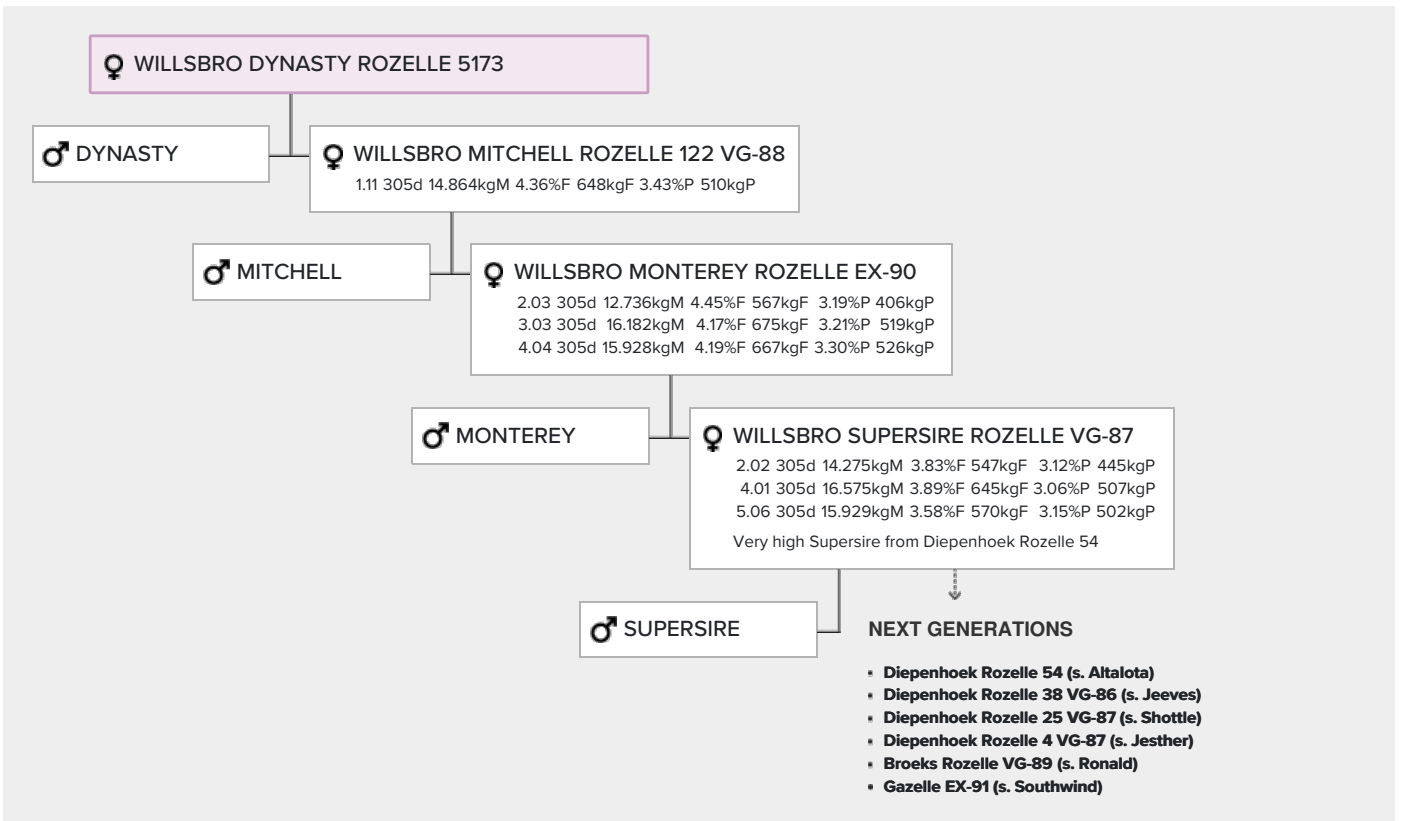 WILLSBRO DYNASTY ROZELLE 5173
DYNASTY
WILLSBRO MITCHELL ROZELLE 122 VG-88
1.11 305d 14.864kgM 4.36%F 648kgF 3.43%P 510kgP
MITCHELL
WILLSBRO MONTEREY ROZELLE EX-90
2.03 305d 12.736kgM 4.45%F 567kgF 3.19%P 406kgP
3.03 305d 16.182kgM 4.17%F 675kgF 3.21%P 519kgP
4.04 305d 15.928kgM 4.19%F 667kgF 3.30%P 526kgP
MONTEREY
WILLSBRO SUPERSIRE ROZELLE VG-87
2.02 305d 14.275kgM 3.83%F 547kgF 3.12%P 445kgP
4.01 305d 16.575kgM 3.89%F 645kgF 3.06%P 507kgP
5.06 305d 15.929kgM 3.58%F 570kgF 3.15%P 502kgP
Very high Supersire from Diepenhoek Rozelle 54
SUPERSIRE
NEXT GENERATIONS
Diepenhoek Rozelle 54 (s. Altalota)
Diepenhoek Rozelle 38 VG-86 (s. Jeeves)
Diepenhoek Rozelle 25 VG-87 (s. Shottle)
Diepenhoek Rozelle 4 VG-87 (s. Jesther)
Broeks Rozelle VG-89 (s. Ronald)
Gazelle EX-91 (s. Southwind)